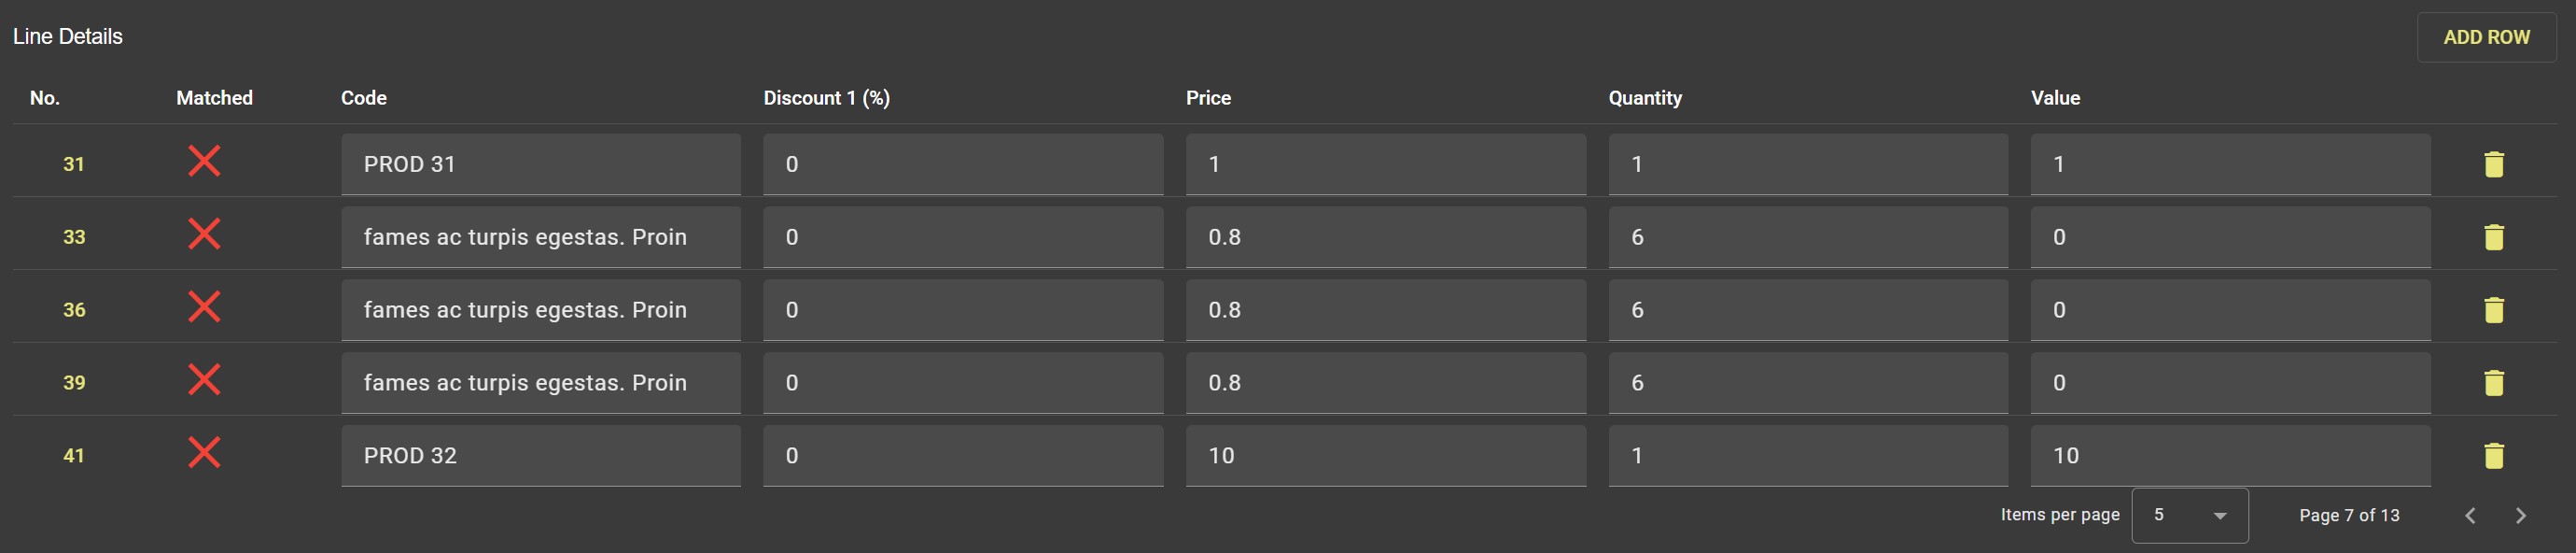 Line Details
ADD ROW
No. Matched Code Discount 1 (%) Price Quantity Value
31 PROD 31 0 1 1 1
33 fames ac turpis egestas. Proin 0 0.8 6 0
36 fames ac turpis egestas. Proin 0 0.8 6 0
39 fames ac turpis egestas. Proin 0 0.8 6 0
41 PROD 32 0 10 1 10
Items per page 5 Page 7 of 13